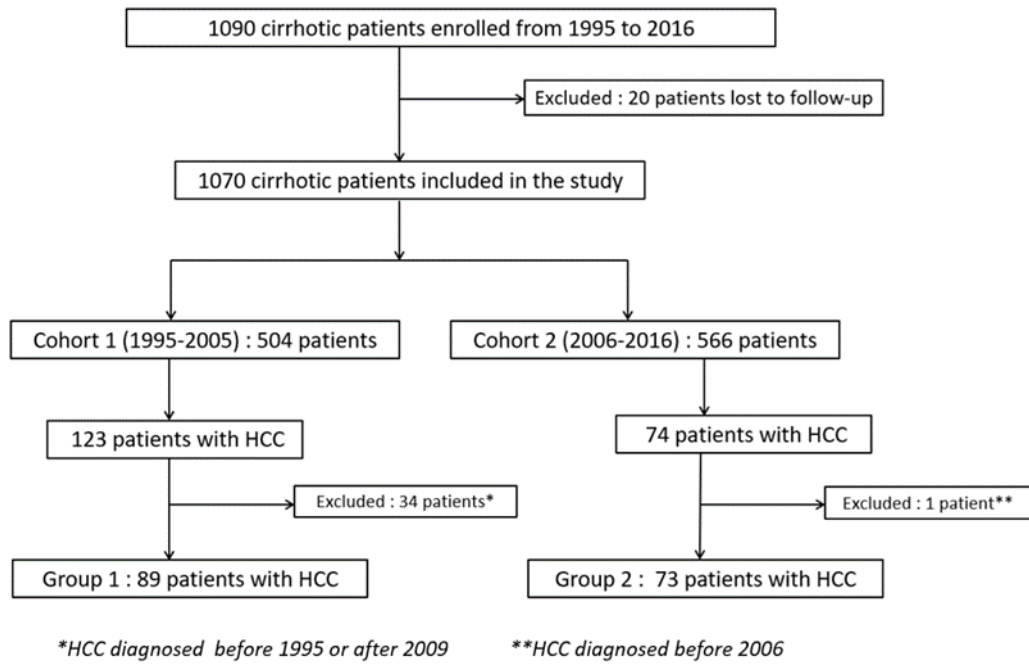 1090 cirrhotic patients enrolled from 1995 to 2016
Excluded : 20 patients lost to follow-up
1070 cirrhotic patients included in the study
Cohort 1 (1995-2005) : 504 patients
Cohort 2 (2006-2016) : 566 patients
123 patients with HCC
74 patients with HCC
Excluded : 34 patients*
Excluded : 1 patient**
Group 1 : 89 patients with HCC
Group 2 : 73 patients with HCC
*HCC diagnosed before 1995 or after 2009
**HCC diagnosed before 2006